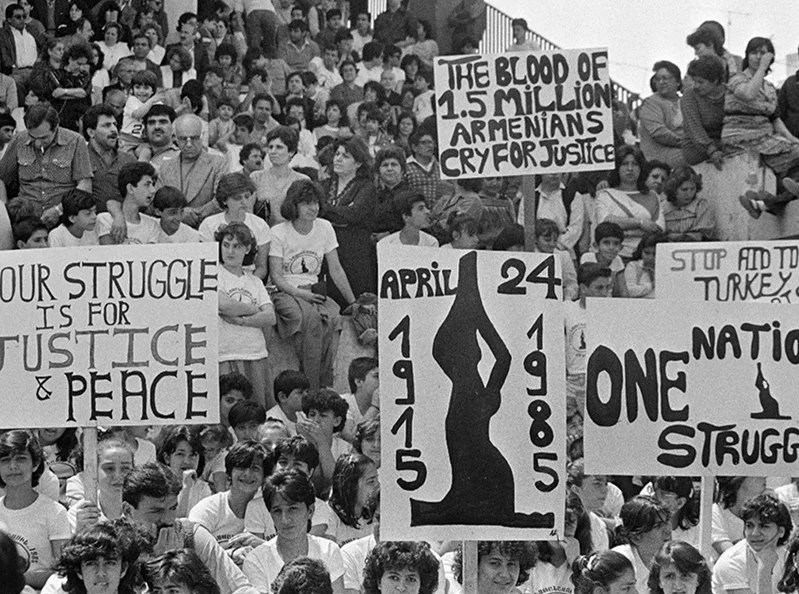 THE BLOOD OF
1.5 MILLION
ARMENIANS
CRY FOR JUSTICE
OUR STRUGGLE
IS FOR
JUSTICE
& PEACE
APRIL 24
1915
1985
STOP AID TO
TURKEY
ONE NATIO
STRUGG